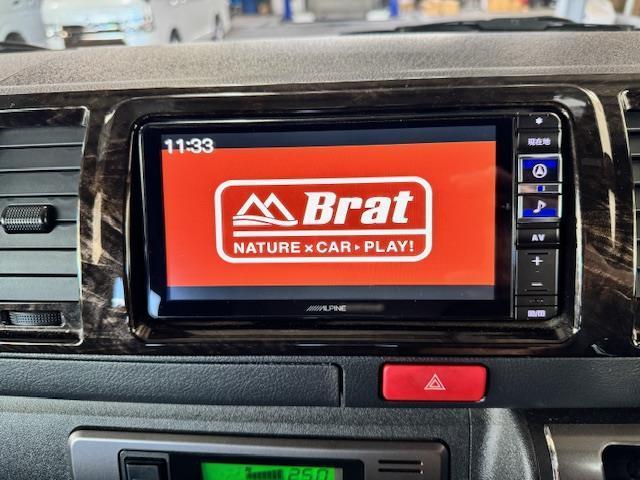 11:33
Brat
NATURE × CAR ▸ PLAY!
ALPINE
現在地
AV
+
−
250